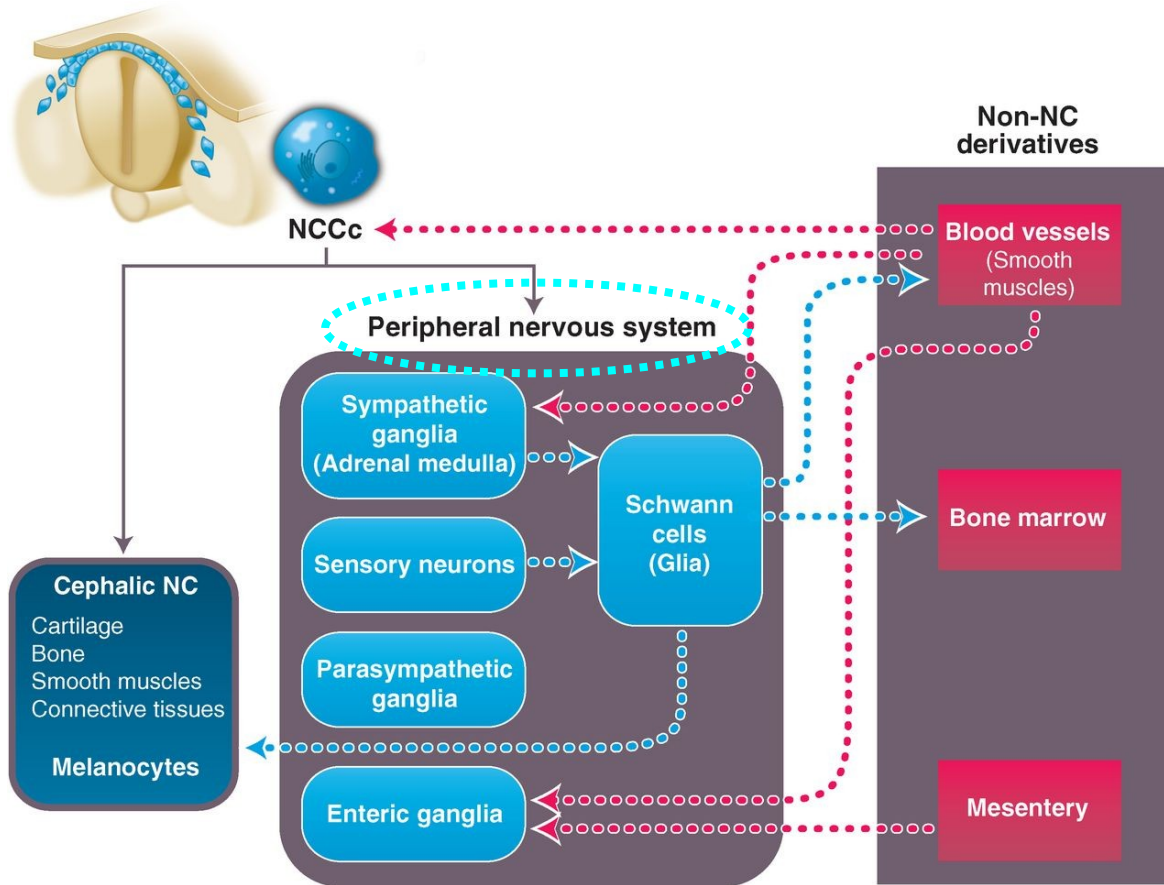 Non-NC
derivatives
NCCc
Blood vessels
(Smooth
muscles)
Peripheral nervous system
Sympathetic
ganglia
(Adrenal medulla)
Schwann
cells
(Glia)
Bone marrow
Sensory neurons
Cephalic NC
Cartilage
Bone
Smooth muscles
Connective tissues
Melanocytes
Parasympathetic
ganglia
Enteric ganglia
Mesentery